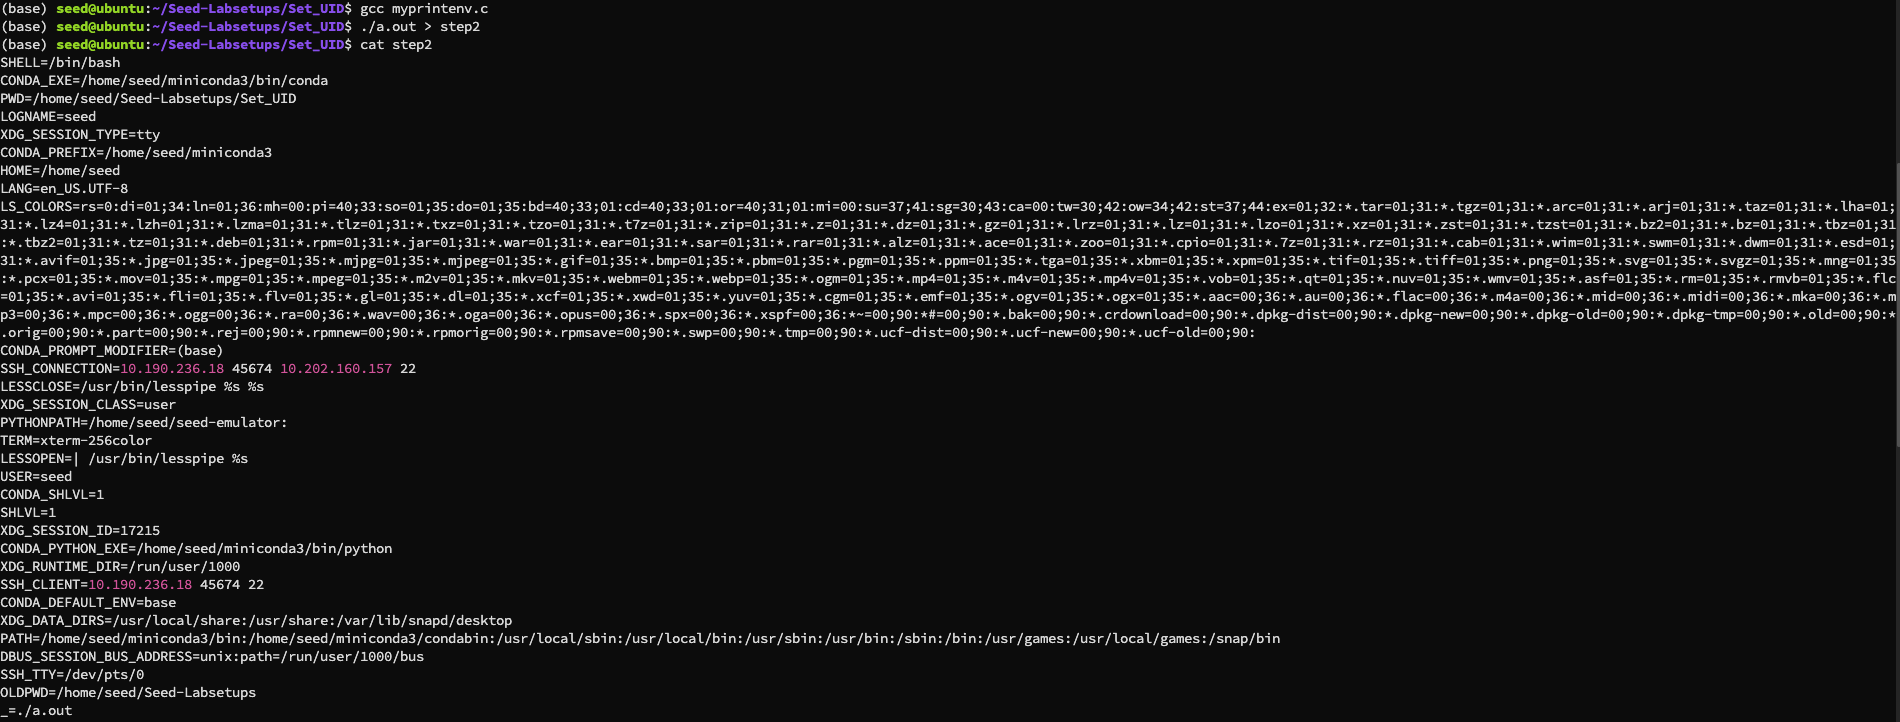 (base) seed@ubuntu:~/Seed-Labsetups/Set_UID$ gcc myprintenv.c
(base) seed@ubuntu:~/Seed-Labsetups/Set_UID$ ./a.out > step2
(base) seed@ubuntu:~/Seed-Labsetups/Set_UID$ cat step2
SHELL=/bin/bash
CONDA_EXE=/home/seed/miniconda3/bin/conda
PWD=/home/seed/Seed-Labsetups/Set_UID
LOGNAME=seed
XDG_SESSION_TYPE=tty
CONDA_PREFIX=/home/seed/miniconda3
HOME=/home/seed
LANG=en_US.UTF-8
LS_COLORS=rs=0:di=01;34:ln=01;36:mh=00:pi=40;33:so=01;35:do=01;35:bd=40;33;01:cd=40;33;01:or=40;31;01:mi=00:su=37;41:sg=30;43:ca=00:tw=30;42:ow=34;42:st=37;44:ex=01;32:*.tar=01;31:*.tgz=01;31:*.arc=01;31:*.arj=01;31:*.taz=01;31:*.lha=01;
31:*.lz4=01;31:*.lzh=01;31:*.lzma=01;31:*.tlz=01;31:*.txz=01;31:*.tzo=01;31:*.t7z=01;31:*.zip=01;31:*.z=01;31:*.dz=01;31:*.gz=01;31:*.lrz=01;31:*.lz=01;31:*.lzo=01;31:*.xz=01;31:*.zst=01;31:*.tzst=01;31:*.bz2=01;31:*.bz=01;31:*.tbz=01;31
:*.tbz2=01;31:*.tz=01;31:*.deb=01;31:*.rpm=01;31:*.jar=01;31:*.war=01;31:*.ear=01;31:*.sar=01;31:*.rar=01;31:*.alz=01;31:*.ace=01;31:*.zoo=01;31:*.cpio=01;31:*.7z=01;31:*.rz=01;31:*.cab=01;31:*.wim=01;31:*.swm=01;31:*.dwm=01;31:*.esd=01;
31:*.avif=01;35:*.jpg=01;35:*.jpeg=01;35:*.mjpg=01;35:*.mjpeg=01;35:*.gif=01;35:*.bmp=01;35:*.pbm=01;35:*.pgm=01;35:*.ppm=01;35:*.tga=01;35:*.xbm=01;35:*.xpm=01;35:*.tif=01;35:*.tiff=01;35:*.png=01;35:*.svg=01;35:*.svgz=01;35:*.mng=01;35
:*.pcx=01;35:*.mov=01;35:*.mpg=01;35:*.mpeg=01;35:*.m2v=01;35:*.mkv=01;35:*.webm=01;35:*.webp=01;35:*.ogm=01;35:*.mp4=01;35:*.m4v=01;35:*.mp4v=01;35:*.vob=01;35:*.qt=01;35:*.nuv=01;35:*.wmv=01;35:*.asf=01;35:*.rm=01;35:*.rmvb=01;35:*.flc
=01;35:*.avi=01;35:*.fli=01;35:*.flv=01;35:*.gl=01;35:*.dl=01;35:*.xcf=01;35:*.xwd=01;35:*.yuv=01;35:*.cgm=01;35:*.emf=01;35:*.ogv=01;35:*.ogx=01;35:*.aac=00;36:*.au=00;36:*.flac=00;36:*.m4a=00;36:*.mid=00;36:*.midi=00;36:*.mka=00;36:*.m
p3=00;36:*.mpc=00;36:*.ogg=00;36:*.ra=00;36:*.wav=00;36:*.oga=00;36:*.opus=00;36:*.spx=00;36:*.xspf=00;36:*~=00;90:*#=00;90:*.bak=00;90:*.crdownload=00;90:*.dpkg-dist=00;90:*.dpkg-new=00;90:*.dpkg-old=00;90:*.dpkg-tmp=00;90:*.old=00;90:*
.orig=00;90:*.part=00;90:*.rej=00;90:*.rpmnew=00;90:*.rpmorig=00;90:*.rpmsave=00;90:*.swp=00;90:*.tmp=00;90:*.ucf-dist=00;90:*.ucf-new=00;90:*.ucf-old=00;90:
CONDA_PROMPT_MODIFIER=(base)
SSH_CONNECTION=10.190.236.18 45674 10.202.160.157 22
LESSCLOSE=/usr/bin/lesspipe %s %s
XDG_SESSION_CLASS=user
PYTHONPATH=/home/seed/seed-emulator:
TERM=xterm-256color
LESSOPEN=| /usr/bin/lesspipe %s
USER=seed
CONDA_SHLVL=1
SHLVL=1
XDG_SESSION_ID=17215
CONDA_PYTHON_EXE=/home/seed/miniconda3/bin/python
XDG_RUNTIME_DIR=/run/user/1000
SSH_CLIENT=10.190.236.18 45674 22
CONDA_DEFAULT_ENV=base
XDG_DATA_DIRS=/usr/local/share:/usr/share:/var/lib/snapd/desktop
PATH=/home/seed/miniconda3/bin:/home/seed/miniconda3/condabin:/usr/local/sbin:/usr/local/bin:/usr/sbin:/usr/bin:/sbin:/bin:/usr/games:/usr/local/games:/snap/bin
DBUS_SESSION_BUS_ADDRESS=unix:path=/run/user/1000/bus
SSH_TTY=/dev/pts/0
OLDPWD=/home/seed/Seed-Labsetups
_=./a.out